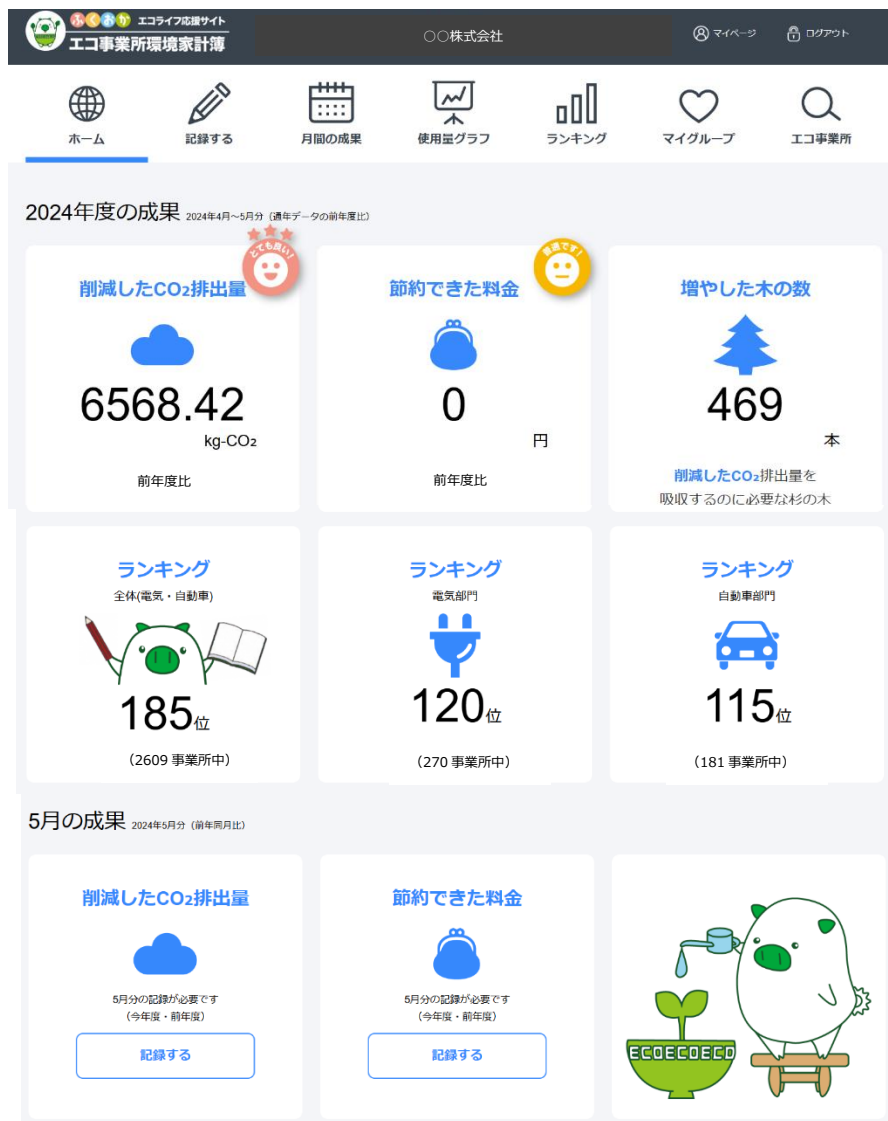 ふくおか エコライフ応援サイト
エコ事業所環境家計簿
〇〇株式会社
マイページ
ログアウト
ホーム
記録する
月間の成果
使用量グラフ
ランキング
マイグループ
エコ事業所
2024年度の成果 2024年4月～5月分（通年データの前年度比）
とても良い!
削減したCO₂排出量
6568.42
kg-CO₂
前年度比
普通です!
節約できた料金
0
円
前年度比
増やした木の数
469
本
削減したCO₂排出量を
吸収するのに必要な杉の木
ランキング
全体(電気・自動車)
185位
（2609 事業所中）
ランキング
電気部門
120位
（270 事業所中）
ランキング
自動車部門
115位
（181 事業所中）
5月の成果 2024年5月分（前年同月比）
削減したCO₂排出量
5月分の記録が必要です
（今年度・前年度）
記録する
節約できた料金
5月分の記録が必要です
（今年度・前年度）
記録する
ECOECOECO